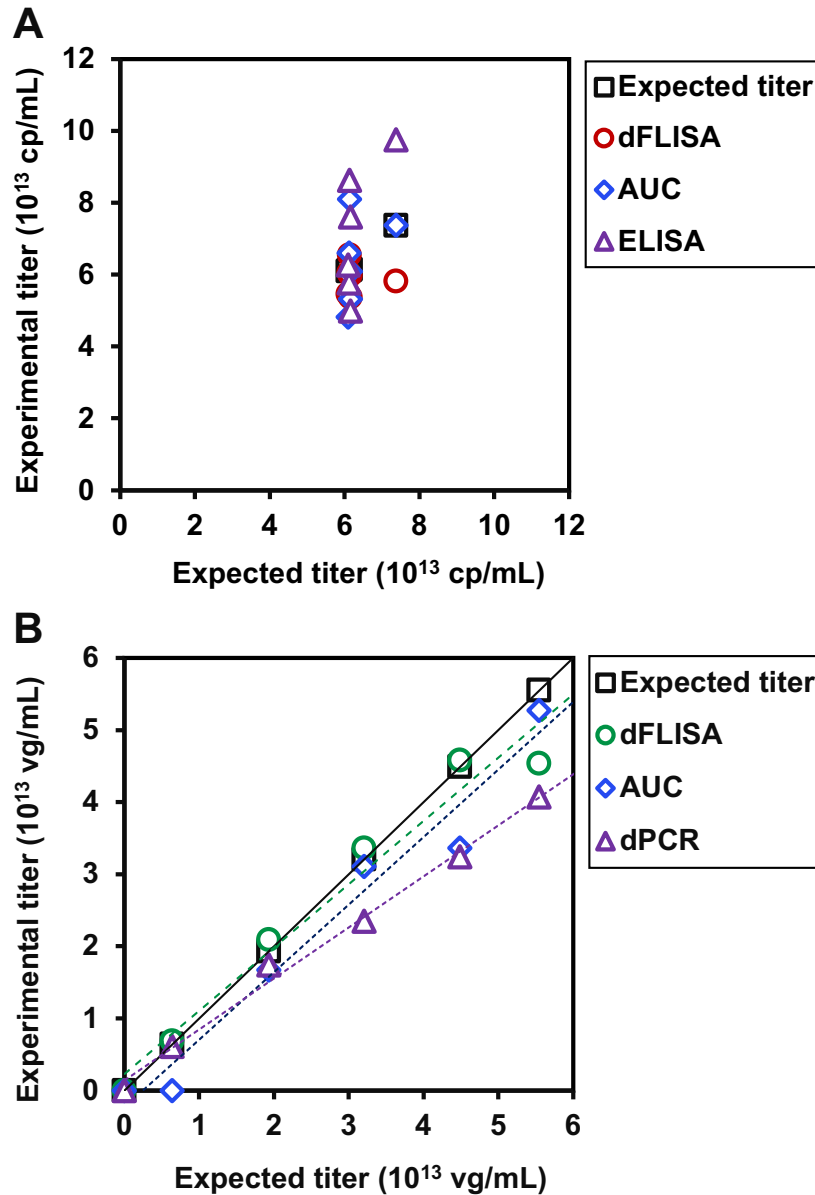 A
12
10
8
6
4
2
0
0 2 4 6 8 10 12
Experimental titer (10¹³ cp/mL)
Expected titer (10¹³ cp/mL)
Expected titer
dFLISA
AUC
ELISA
B
6
5
4
3
2
1
0
0 1 2 3 4 5 6
Experimental titer (10¹³ vg/mL)
Expected titer (10¹³ vg/mL)
Expected titer
dFLISA
AUC
dPCR